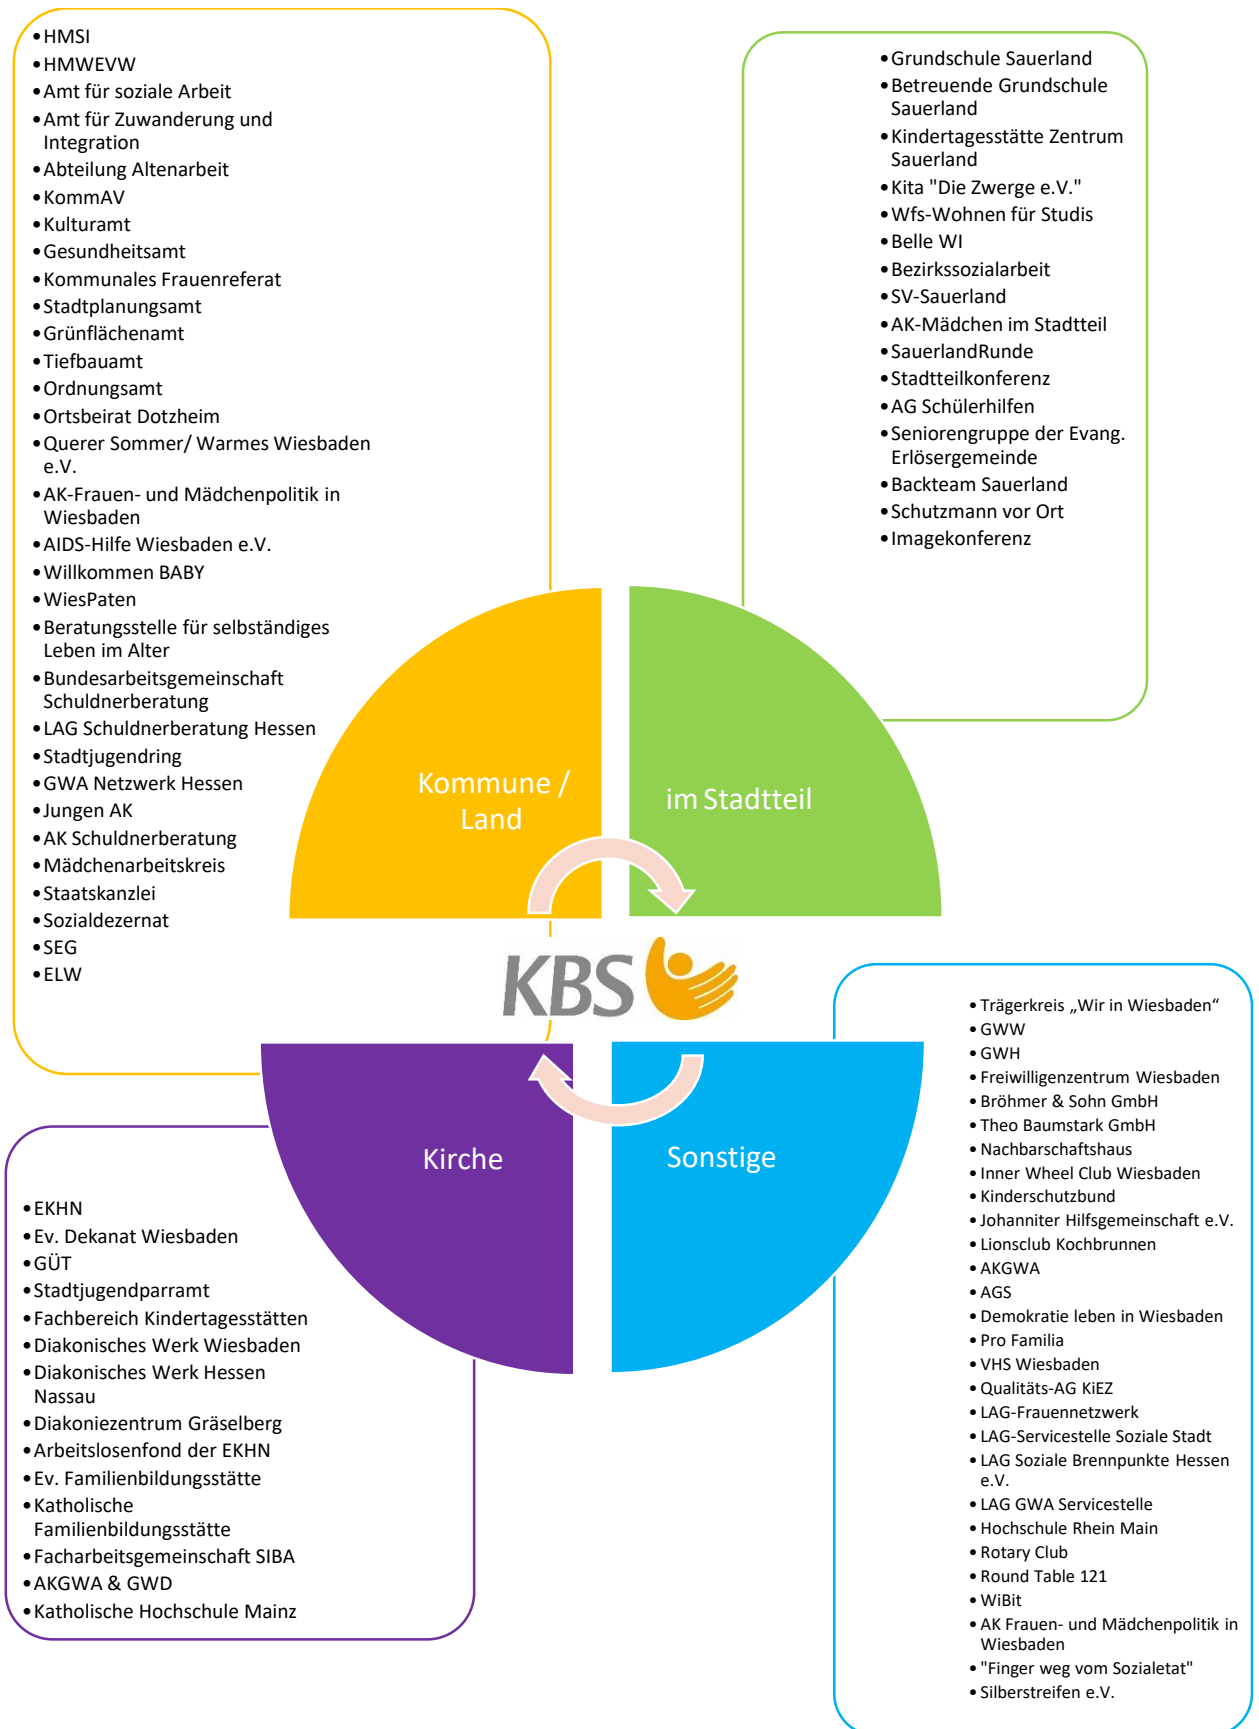 •HMSI
•HMWEVW
•Amt für soziale Arbeit
•Amt für Zuwanderung und
Integration
•Abteilung Altenarbeit
•KommAV
•Kulturamt
•Gesundheitsamt
•Kommunales Frauenreferat
•Stadtplanungsamt
•Grünflächenamt
•Tiefbauamt
•Ordnungsamt
•Ortsbeirat Dotzheim
•Querer Sommer/ Warmes Wiesbaden
e.V.
•AK-Frauen- und Mädchenpolitik in
Wiesbaden
•AIDS-Hilfe Wiesbaden e.V.
•Willkommen BABY
•WiesPaten
•Beratungsstelle für selbständiges
Leben im Alter
•Bundesarbeitsgemeinschaft
Schuldnerberatung
•LAG Schuldnerberatung Hessen
•Stadtjugendring
•GWA Netzwerk Hessen
•Jungen AK
•AK Schuldnerberatung
•Mädchenarbeitskreis
•Staatskanzlei
•Sozialdezernat
•SEG
•ELW
•Grundschule Sauerland
•Betreuende Grundschule
Sauerland
•Kindertagesstätte Zentrum
Sauerland
•Kita "Die Zwerge e.V."
•Wfs-Wohnen für Studis
•Belle WI
•Bezirkssozialarbeit
•SV-Sauerland
•AK-Mädchen im Stadtteil
•SauerlandRunde
•Stadtteilkonferenz
•AG Schülerhilfen
•Seniorengruppe der Evang.
Erlösergemeinde
•Backteam Sauerland
•Schutzmann vor Ort
•Imagekonferenz
Kommune /
Land
im Stadtteil
KBS
Kirche
Sonstige
•EKHN
•Ev. Dekanat Wiesbaden
•GÜT
•Stadtjugendparramt
•Fachbereich Kindertagesstätten
•Diakonisches Werk Wiesbaden
•Diakonisches Werk Hessen
Nassau
•Diakoniezentrum Gräselberg
•Arbeitslosenfond der EKHN
•Ev. Familienbildungsstätte
•Katholische
Familienbildungsstätte
•Facharbeitsgemeinschaft SIBA
•AKGWA & GWD
•Katholische Hochschule Mainz
•Trägerkreis „Wir in Wiesbaden“
•GWW
•GWH
•Freiwilligenzentrum Wiesbaden
•Bröhmer & Sohn GmbH
•Theo Baumstark GmbH
•Nachbarschaftshaus
•Inner Wheel Club Wiesbaden
•Kinderschutzbund
•Johanniter Hilfsgemeinschaft e.V.
•Lionsclub Kochbrunnen
•AKGWA
•AGS
•Demokratie leben in Wiesbaden
•Pro Familia
•VHS Wiesbaden
•Qualitäts-AG KiEZ
•LAG-Frauennetzwerk
•LAG-Servicestelle Soziale Stadt
•LAG Soziale Brennpunkte Hessen
e.V.
•LAG GWA Servicestelle
•Hochschule Rhein Main
•Rotary Club
•Round Table 121
•WiBit
•AK Frauen- und Mädchenpolitik in
Wiesbaden
•"Finger weg vom Sozialetat"
•Silberstreifen e.V.